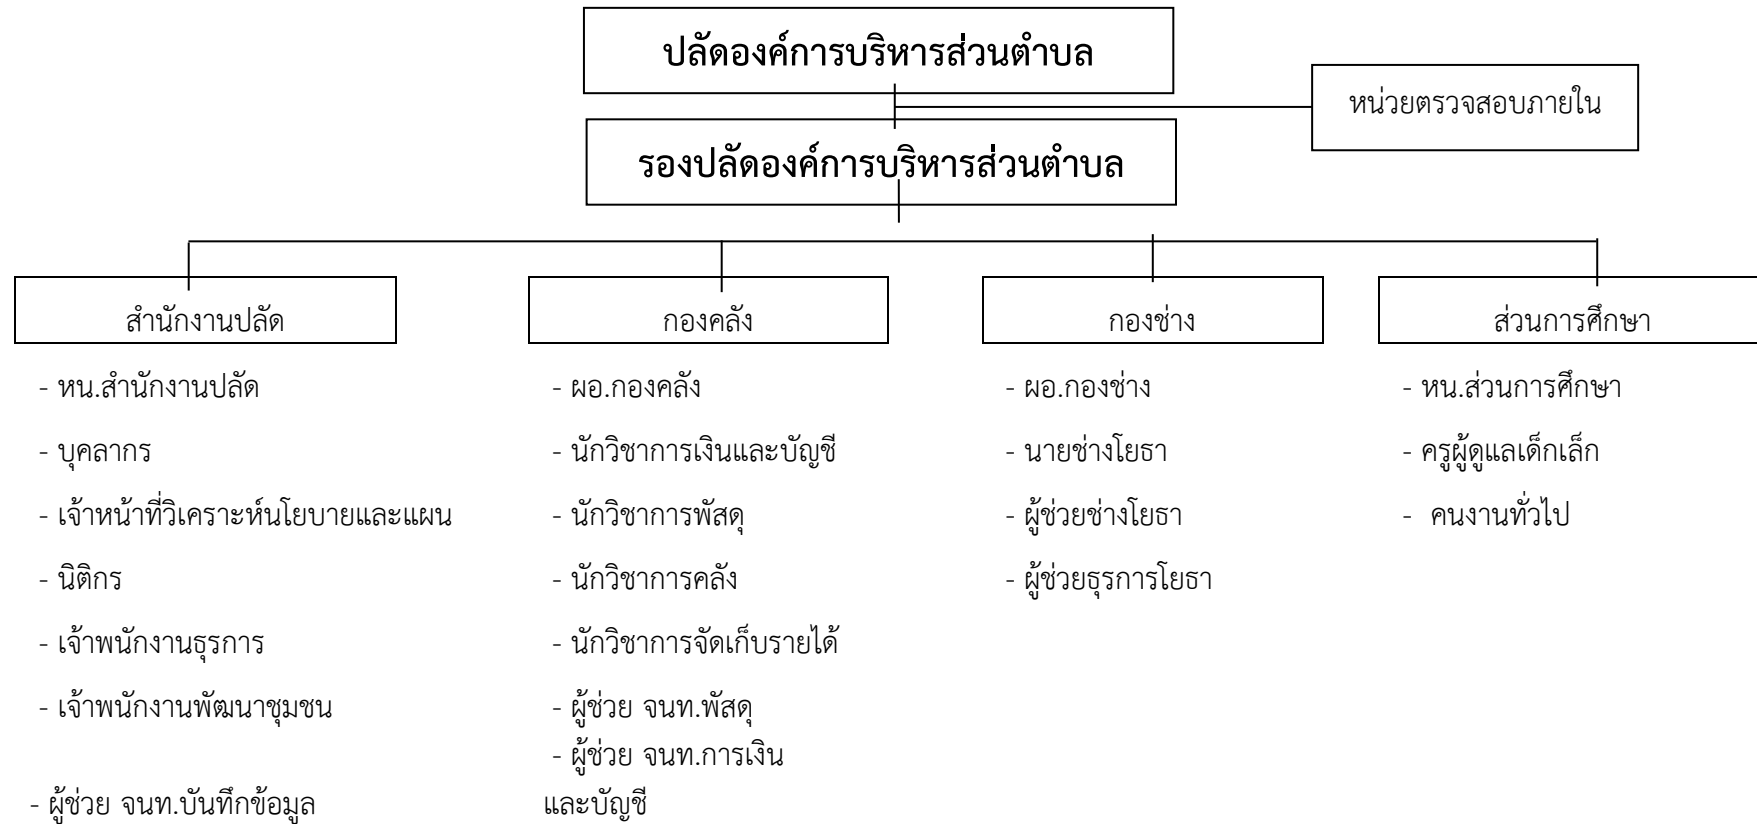 ปลัดองค์การบริหารส่วนตำบล
หน่วยตรวจสอบภายใน
รองปลัดองค์การบริหารส่วนตำบล
สำนักงานปลัด
- หน.สำนักงานปลัด
- บุคลากร
- เจ้าหน้าที่วิเคราะห์นโยบายและแผน
- นิติกร
- เจ้าพนักงานธุรการ
- เจ้าพนักงานพัฒนาชุมชน
- ผู้ช่วย จนท.บันทึกข้อมูล
กองคลัง
- ผอ.กองคลัง
- นักวิชาการเงินและบัญชี
- นักวิชาการพัสดุ
- นักวิชาการคลัง
- นักวิชาการจัดเก็บรายได้
- ผู้ช่วย จนท.พัสดุ
- ผู้ช่วย จนท.การเงิน
และบัญชี
กองช่าง
- ผอ.กองช่าง
- นายช่างโยธา
- ผู้ช่วยช่างโยธา
- ผู้ช่วยธุรการโยธา
ส่วนการศึกษา
- หน.ส่วนการศึกษา
- ครูผู้ดูแลเด็กเล็ก
- คนงานทั่วไป